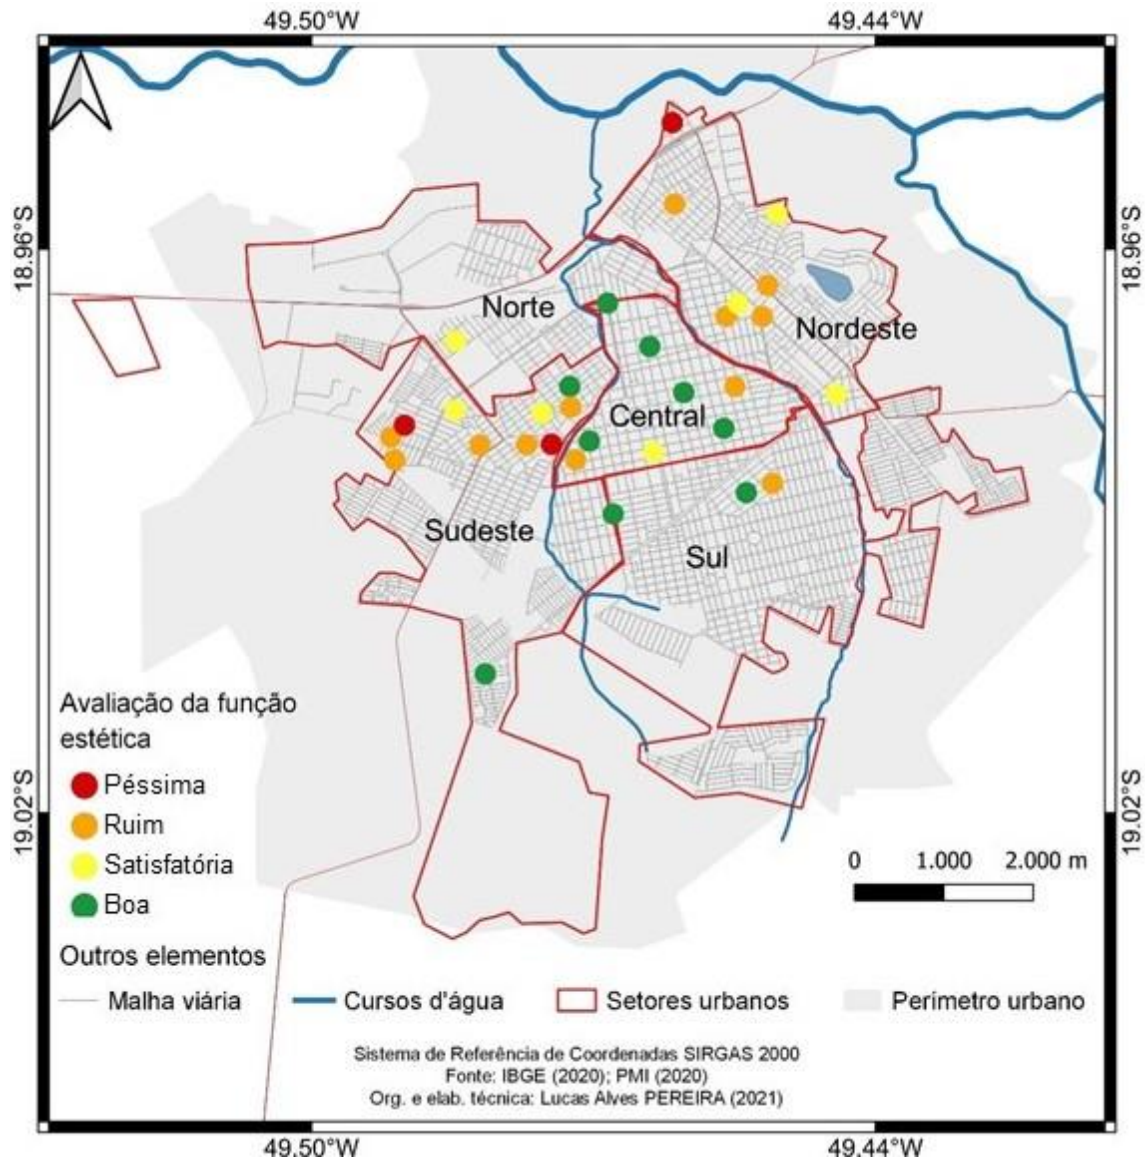 49.50°W 49.44°W
18.96°S 18.96°S
Norte
Nordeste
Central
Sudeste
Sul
Avaliação da função
estética
Péssima
Ruim
Satisfatória
Boa
19.02°S 19.02°S
0 1.000 2.000 m
Outros elementos
Malha viária Cursos d'água Setores urbanos Perímetro urbano
Sistema de Referência de Coordenadas SIRGAS 2000
Fonte: IBGE (2020); PMI (2020)
Org. e elab. técnica: Lucas Alves PEREIRA (2021)
49.50°W 49.44°W